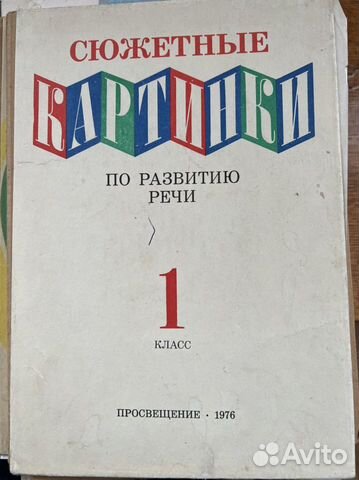 СЮЖЕТНЫЕ
КАРТИНКИ
ПО РАЗВИТИЮ
РЕЧИ
1
КЛАСС
ПРОСВЕЩЕНИЕ · 1976
Avito